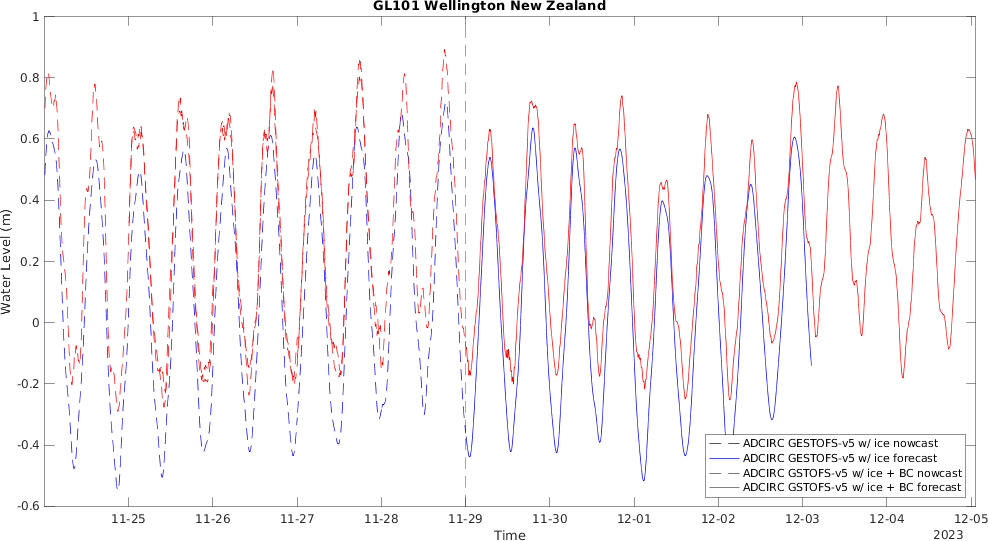 GL101 Wellington New Zealand
1
0.8
0.6
0.4
0.2
0
-0.2
-0.4
-0.6
Water Level (m)
ADCIRC GESTOFS-v5 w/ ice nowcast
ADCIRC GESTOFS-v5 w/ ice forecast
ADCIRC GSTOFS-v5 w/ ice + BC nowcast
ADCIRC GSTOFS-v5 w/ ice + BC forecast
11-25 11-26 11-27 11-28 11-29 11-30 12-01 12-02 12-03 12-04 12-05
Time
2023